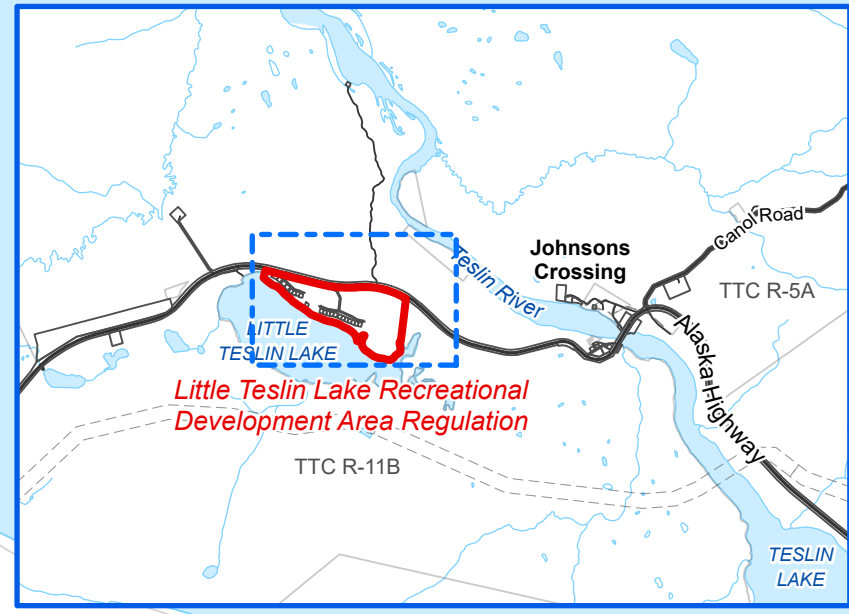 Johnsons
Crossing
Canol Road
TTC R-5A
Teslin River
Alaska Highway
LITTLE
TESLIN LAKE
Little Teslin Lake Recreational
Development Area Regulation
TTC R-11B
TESLIN
LAKE